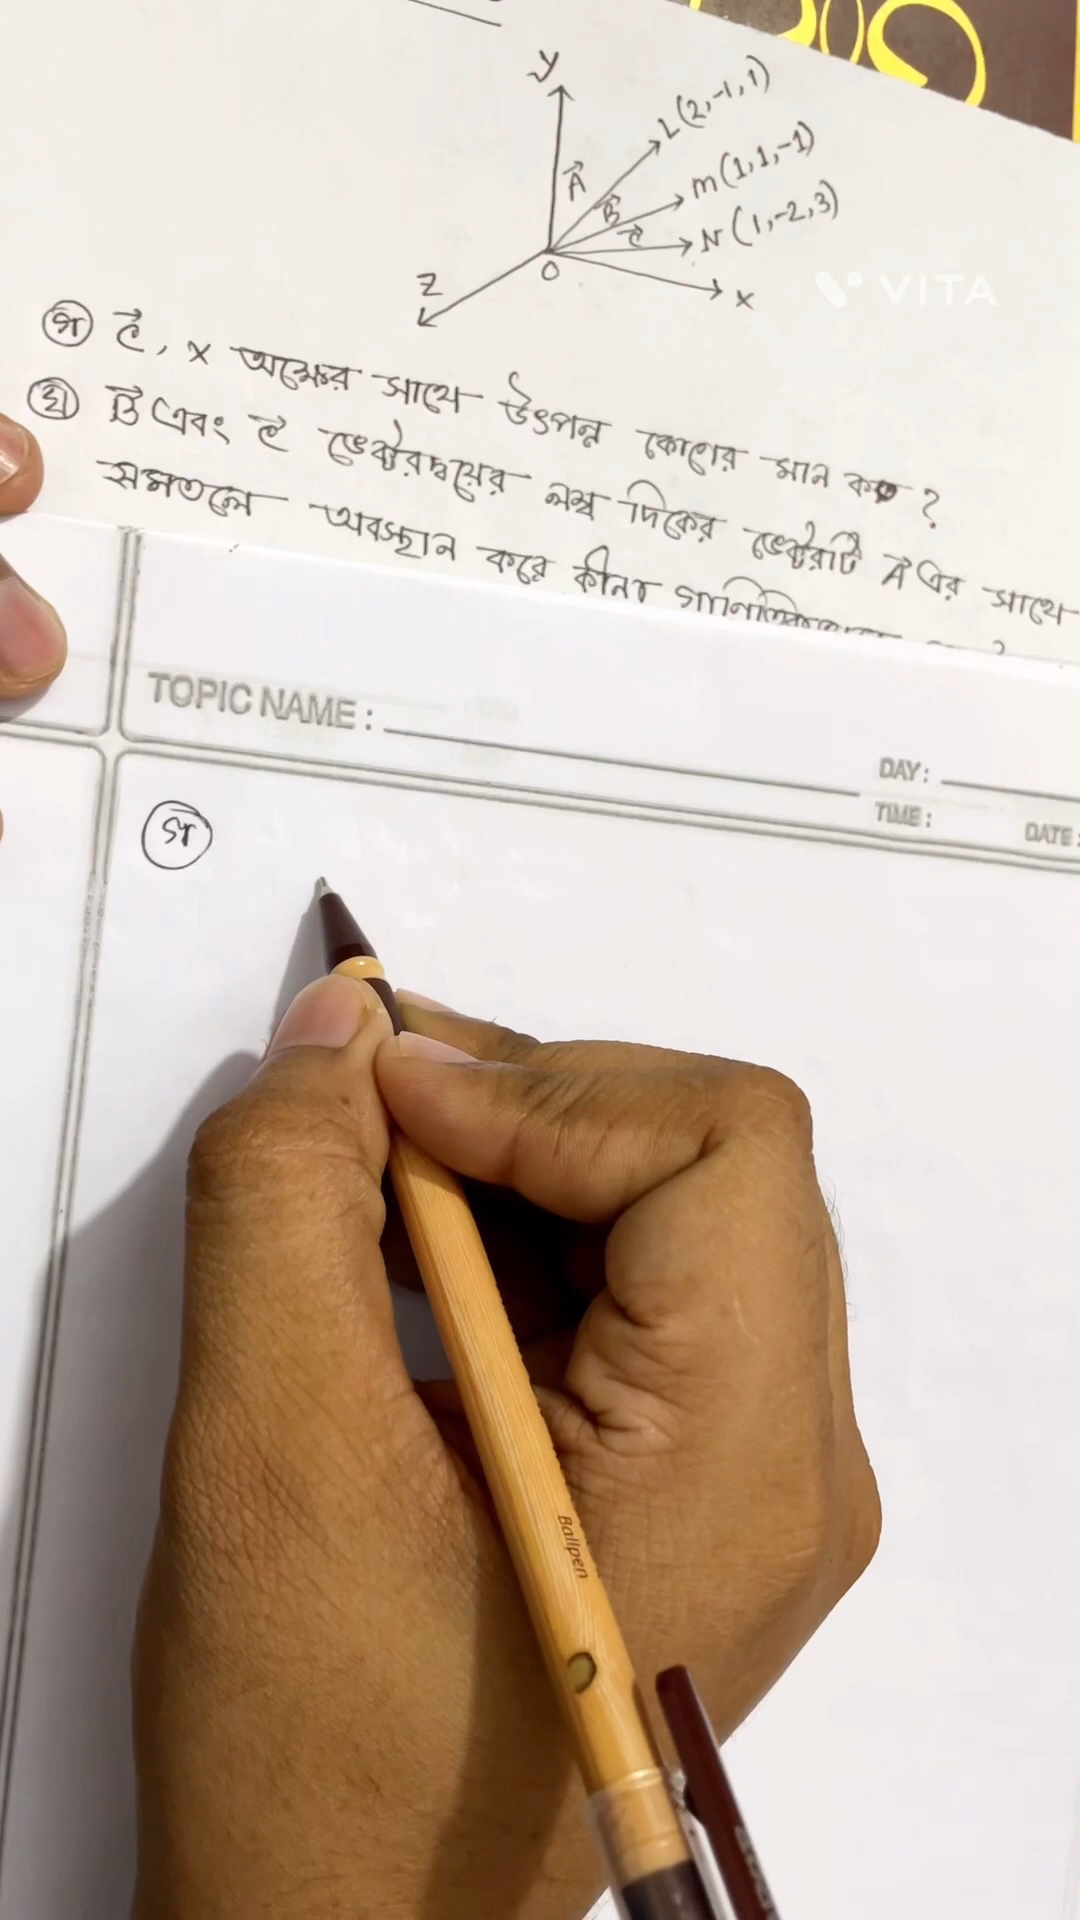 y
L(2,-1,1)
A
m(1,1,-1)
B
N(1,-2,3)
C
O
Z
x
VITA
গ C, x অক্ষের সাথে উৎপন্ন কোণের মান কত ?
ঘ B এবং C ভেক্টরদ্বয়ের লম্ব দিকের ভেক্টরটি A এর সাথে
সমতলে অবস্থান করে কীনা
TOPIC NAME :
DAY :
TIME :
DATE :
গ
Ballpen